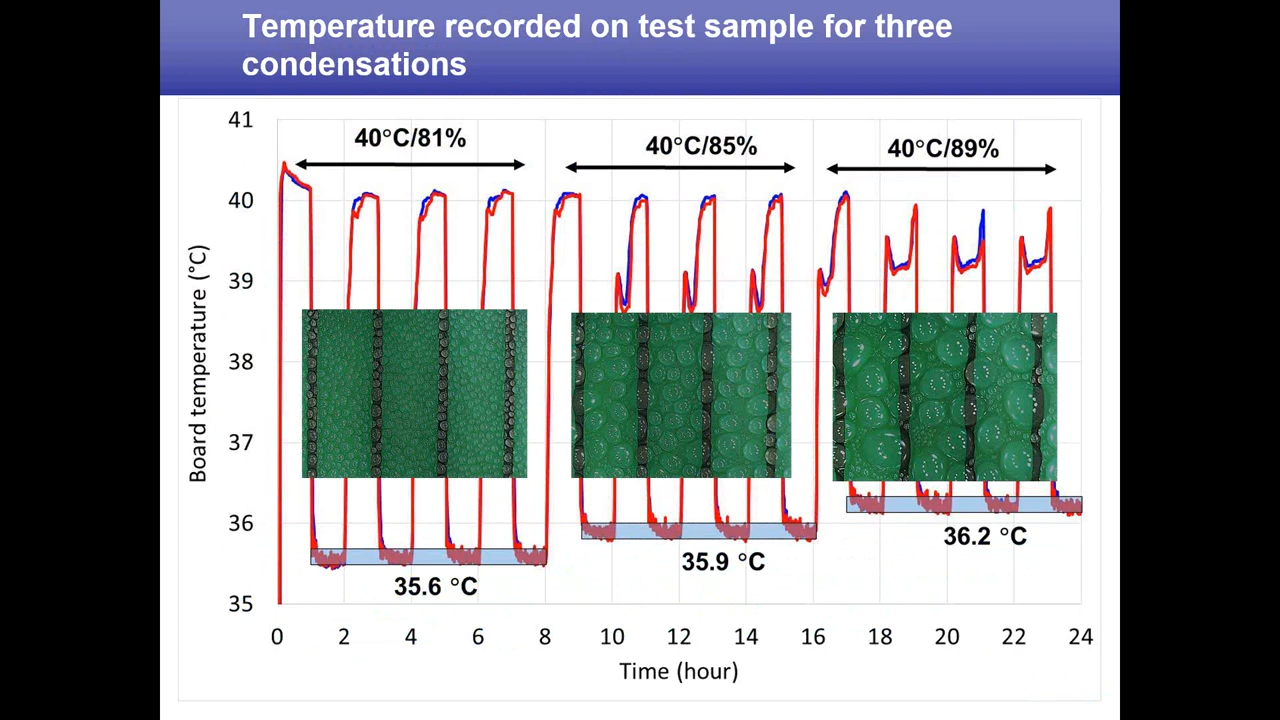 Temperature recorded on test sample for three
condensations
41
40
39
38
37
36
35
Board temperature (°C)
40°C/81%
40°C/85%
40°C/89%
35.6 °C
35.9 °C
36.2 °C
0 2 4 6 8 10 12 14 16 18 20 22 24
Time (hour)